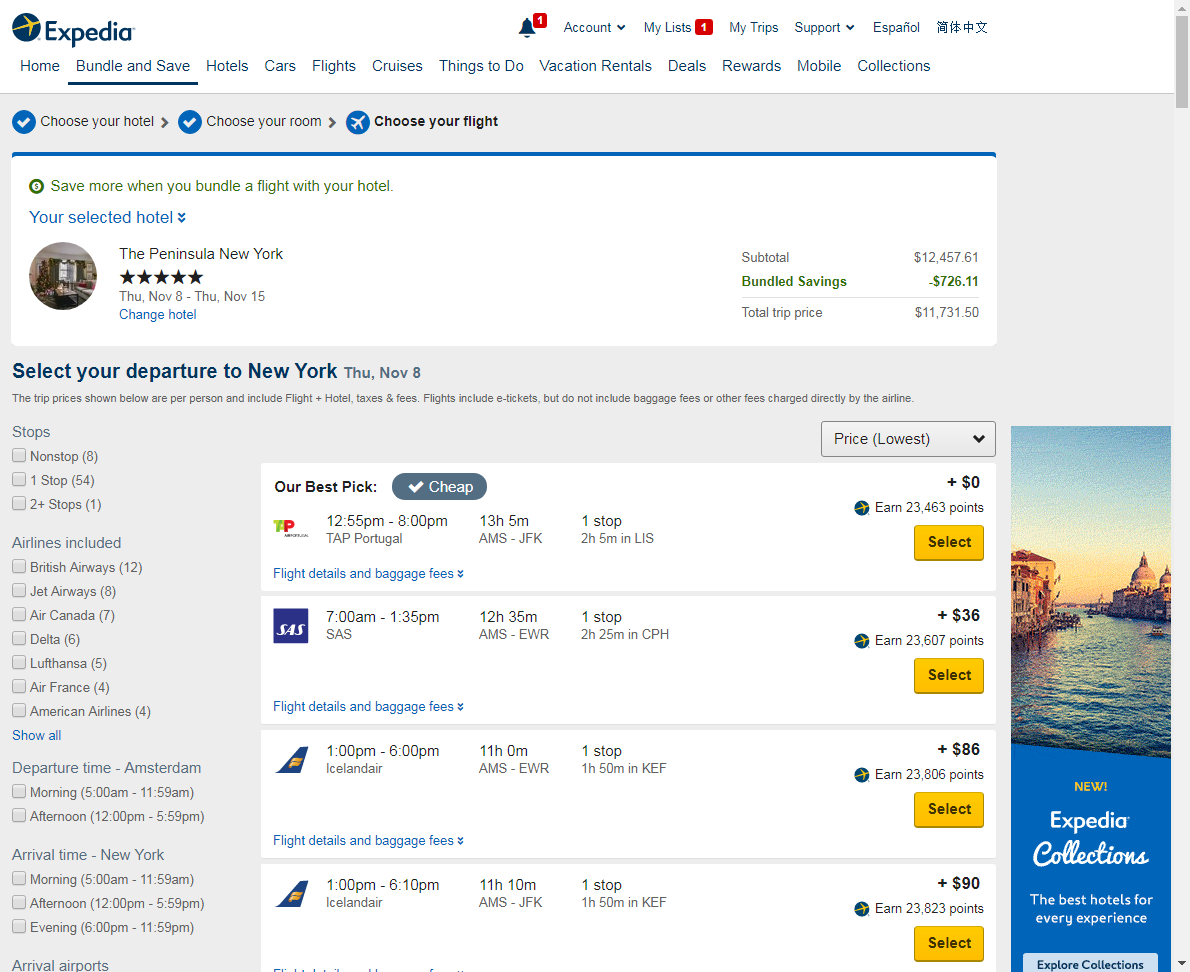 Expedia
1
Account
My Lists 1
My Trips
Support
Español
简体中文
Home
Bundle and Save
Hotels
Cars
Flights
Cruises
Things to Do
Vacation Rentals
Deals
Rewards
Mobile
Collections
Choose your hotel
Choose your room
Choose your flight
Save more when you bundle a flight with your hotel.
Your selected hotel
The Peninsula New York
Thu, Nov 8 - Thu, Nov 15
Change hotel
Subtotal $12,457.61
Bundled Savings -$726.11
Total trip price $11,731.50
Select your departure to New York Thu, Nov 8
The trip prices shown below are per person and include Flight + Hotel, taxes & fees. Flights include e-tickets, but do not include baggage fees or other fees charged directly by the airline.
Stops
Nonstop (8)
1 Stop (54)
2+ Stops (1)
Airlines included
British Airways (12)
Jet Airways (8)
Air Canada (7)
Delta (6)
Lufthansa (5)
Air France (4)
American Airlines (4)
Show all
Departure time - Amsterdam
Morning (5:00am - 11:59am)
Afternoon (12:00pm - 5:59pm)
Arrival time - New York
Morning (5:00am - 11:59am)
Afternoon (12:00pm - 5:59pm)
Evening (6:00pm - 11:59pm)
Arrival airports
Price (Lowest)
Our Best Pick: Cheap
+ $0
Earn 23,463 points
TAP
12:55pm - 8:00pm 13h 5m 1 stop
TAP Portugal AMS - JFK 2h 5m in LIS
Select
Flight details and baggage fees
SAS
7:00am - 1:35pm 12h 35m 1 stop
SAS AMS - EWR 2h 25m in CPH
+ $36
Earn 23,607 points
Select
Flight details and baggage fees
1:00pm - 6:00pm 11h 0m 1 stop
Icelandair AMS - EWR 1h 50m in KEF
+ $86
Earn 23,806 points
Select
Flight details and baggage fees
1:00pm - 6:10pm 11h 10m 1 stop
Icelandair AMS - JFK 1h 50m in KEF
+ $90
Earn 23,823 points
Select
Flight details and baggage fees
NEW!
Expedia
Collections
The best hotels for
every experience
Explore Collections